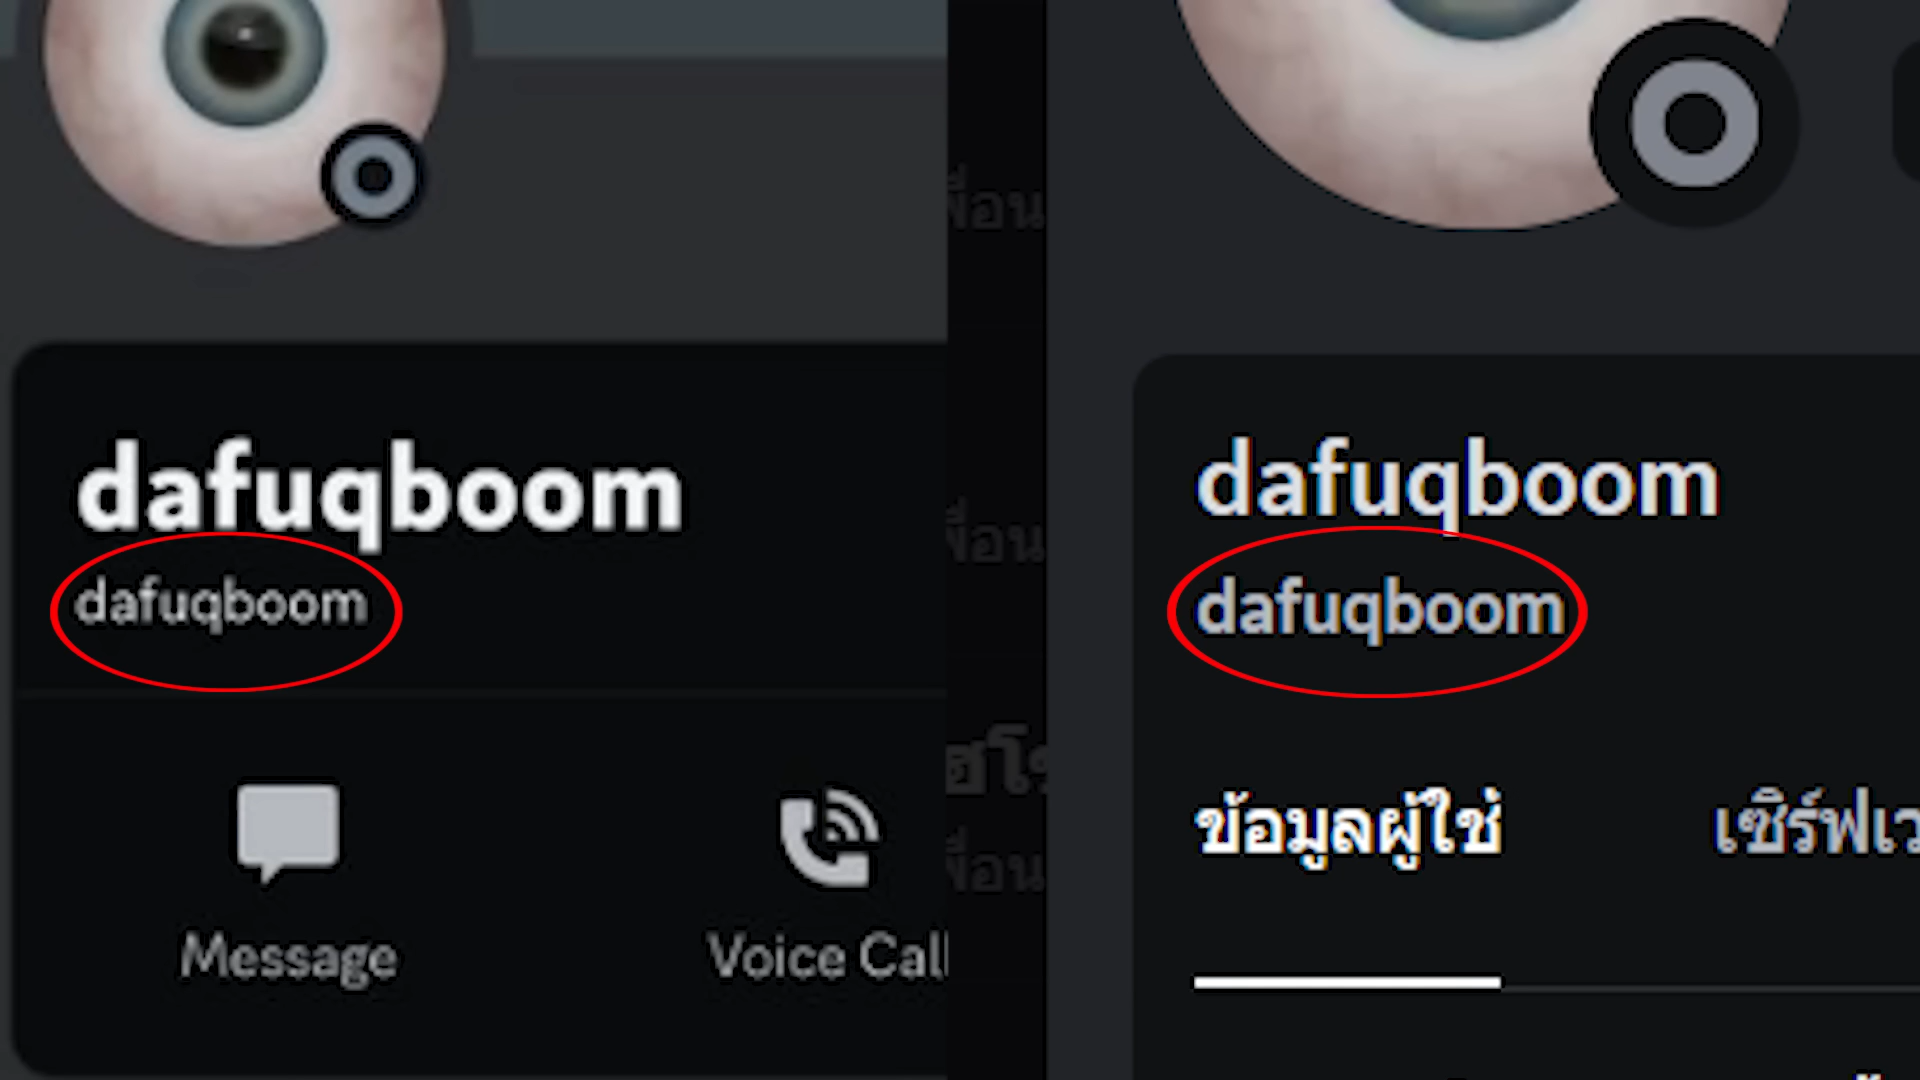 dafuqboom
dafuqboom
Message
Voice Call
dafuqboom
dafuqboom
ข้อมูลผู้ใช้